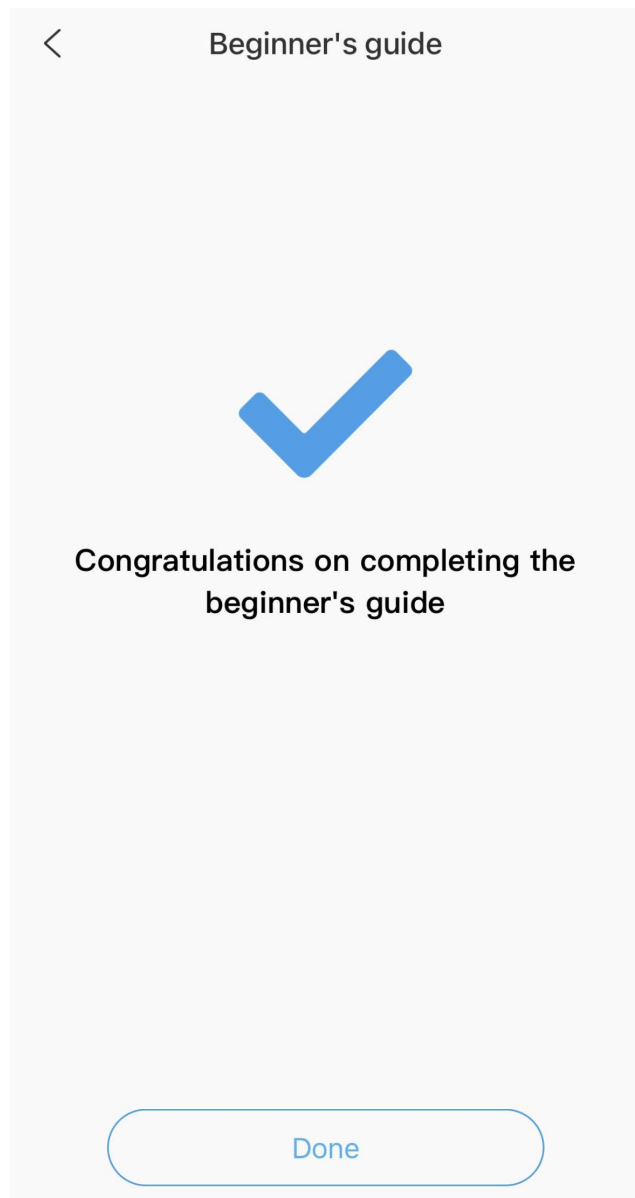 Beginner's guide
Congratulations on completing the
beginner's guide
Done